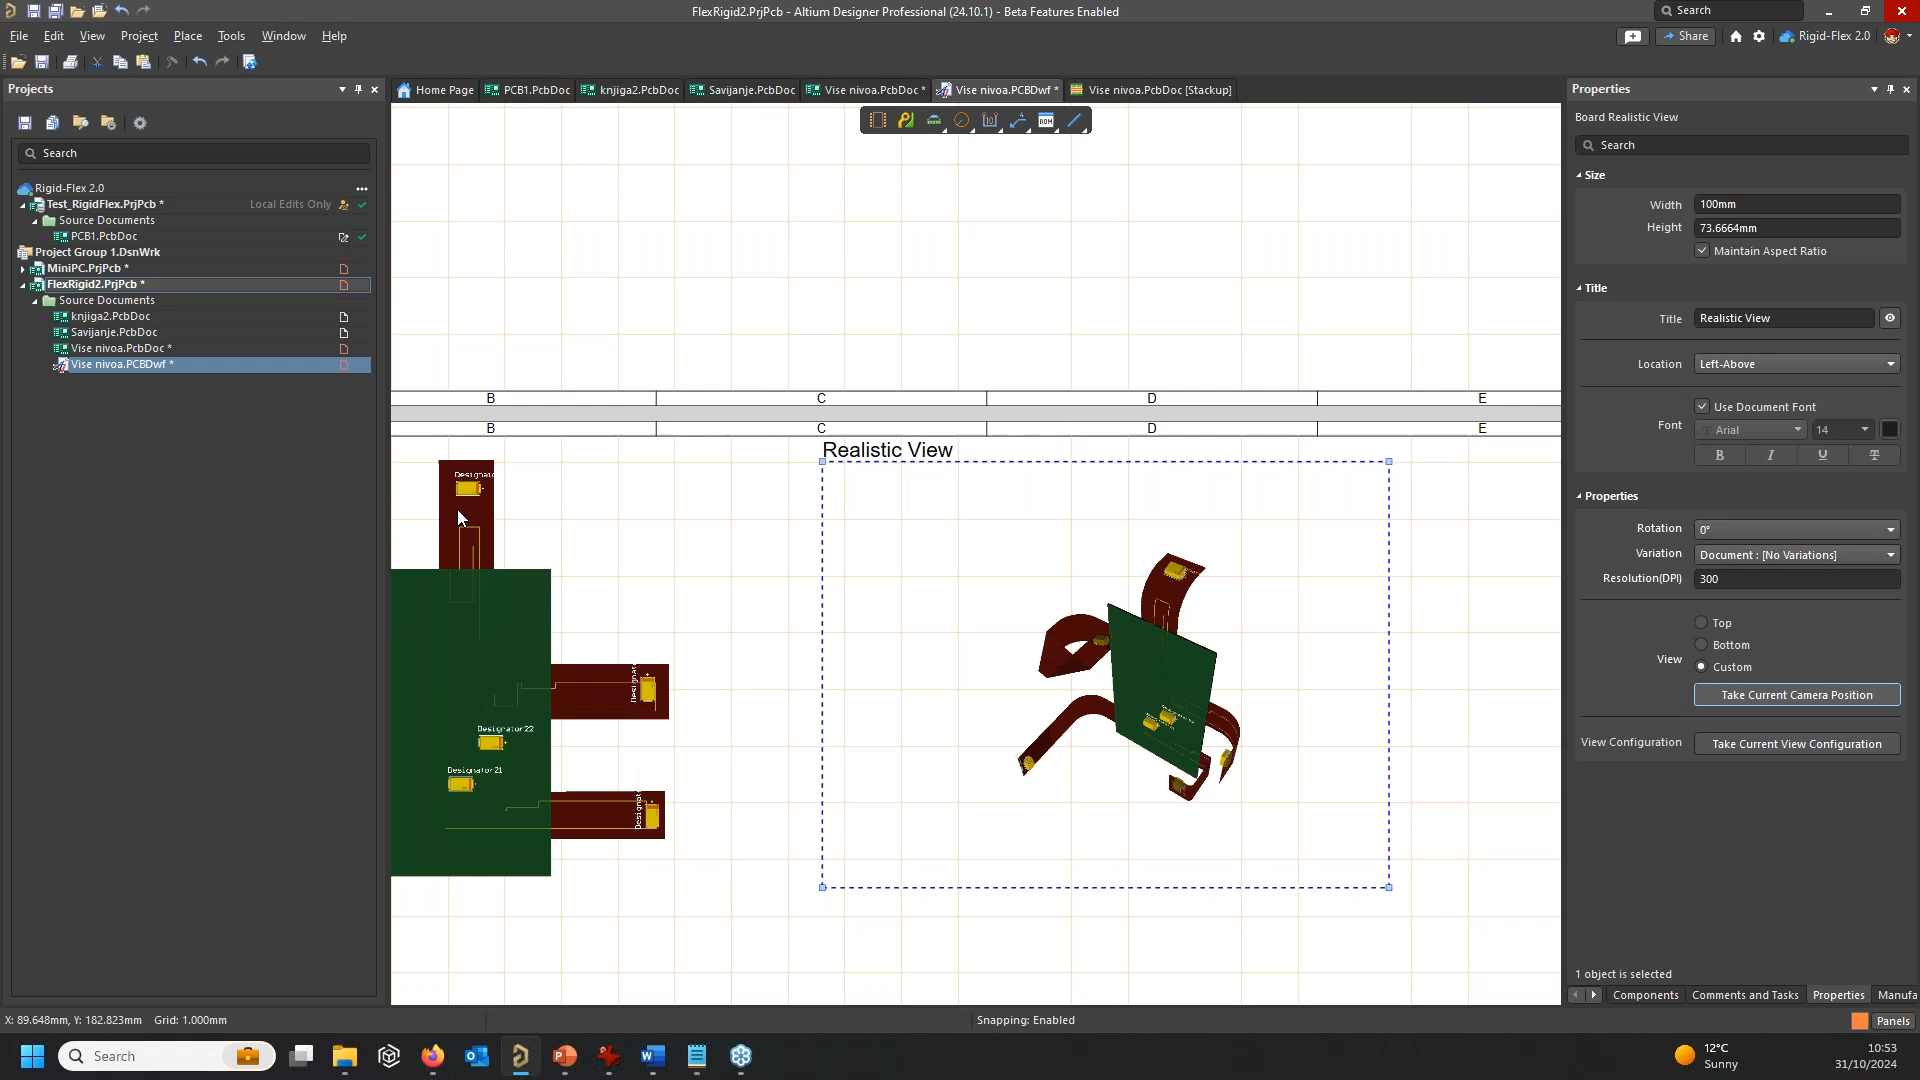 FlexRigid2.PrjPcb - Altium Designer Professional (24.10.1) - Beta Features Enabled
Search
File Edit View Project Place Tools Window Help
Share
Rigid-Flex 2.0
Projects
Home Page
PCB1.PcbDoc
knjiga2.PcbDoc
Savijanje.PcbDoc
Vise nivoa.PcbDoc *
Vise nivoa.PCBDwf *
Vise nivoa.PcbDoc [Stackup]
Search
Rigid-Flex 2.0
Test_RigidFlex.PrjPcb * Local Edits Only
Source Documents
PCB1.PcbDoc
Project Group 1.DsnWrk
MiniPC.PrjPcb *
FlexRigid2.PrjPcb *
Source Documents
knjiga2.PcbDoc
Savijanje.PcbDoc
Vise nivoa.PcbDoc *
Vise nivoa.PCBDwf *
10
BOM
B C D E
B C D E
Realistic View
Designator22
Designator21
Properties
Board Realistic View
Search
Size
Width 100mm
Height 73.6664mm
Maintain Aspect Ratio
Title
Title Realistic View
Location Left-Above
Use Document Font
Font Arial 14
B I U T
Properties
Rotation 0°
Variation Document : [No Variations]
Resolution(DPI) 300
Top
Bottom
View Custom
Take Current Camera Position
View Configuration Take Current View Configuration
1 object is selected
Components Comments and Tasks Properties Manufa
X: 89.648mm, Y: 182.823mm Grid: 1.000mm
Snapping: Enabled
Panels
Search
12°C
Sunny
10:53
31/10/2024